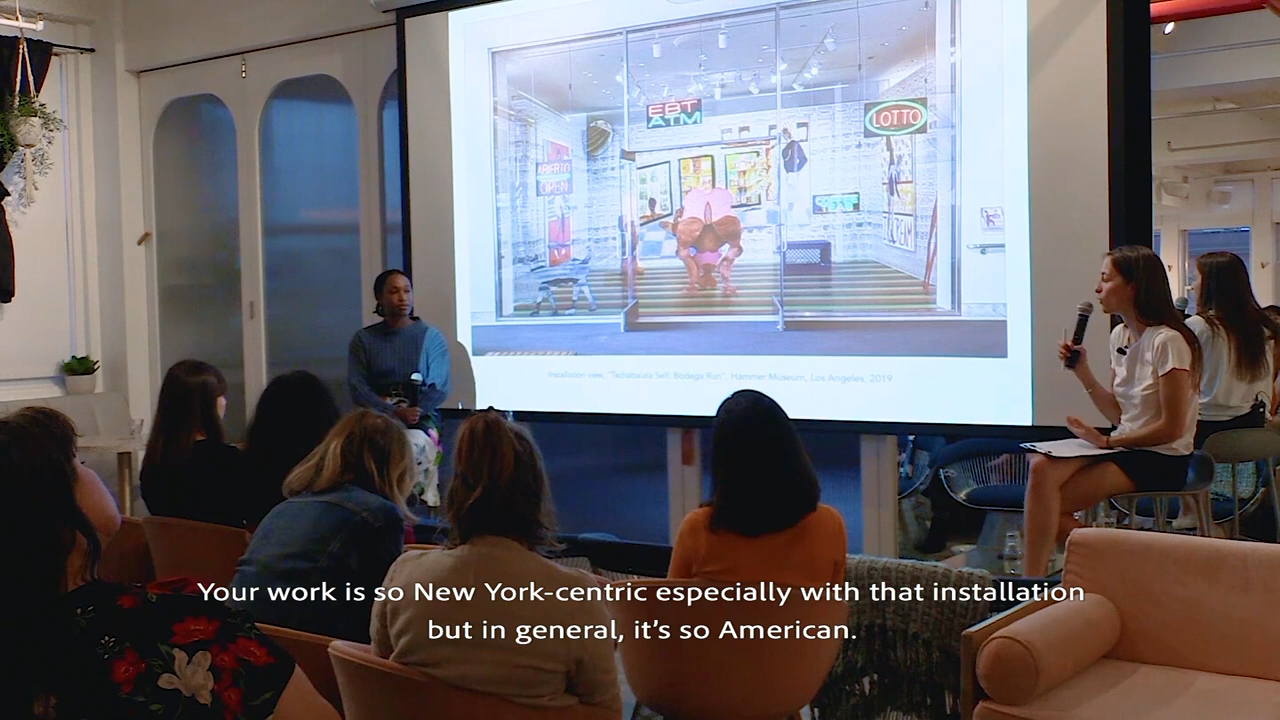 EBT
ATM
LOTTO
ABIERTO
OPEN
Installation view, "Tschabalala Self: Bodega Run", Hammer Museum, Los Angeles, 2019
Your work is so New York-centric especially with that installation
but in general, it's so American.